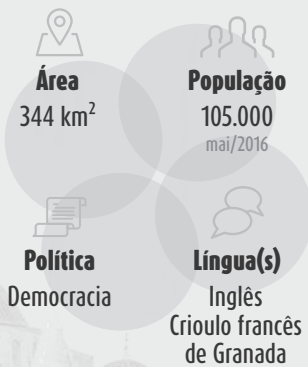 Área
344 km²
População
105.000
mai/2016
Política
Democracia
Língua(s)
Inglês
Crioulo francês
de Granada